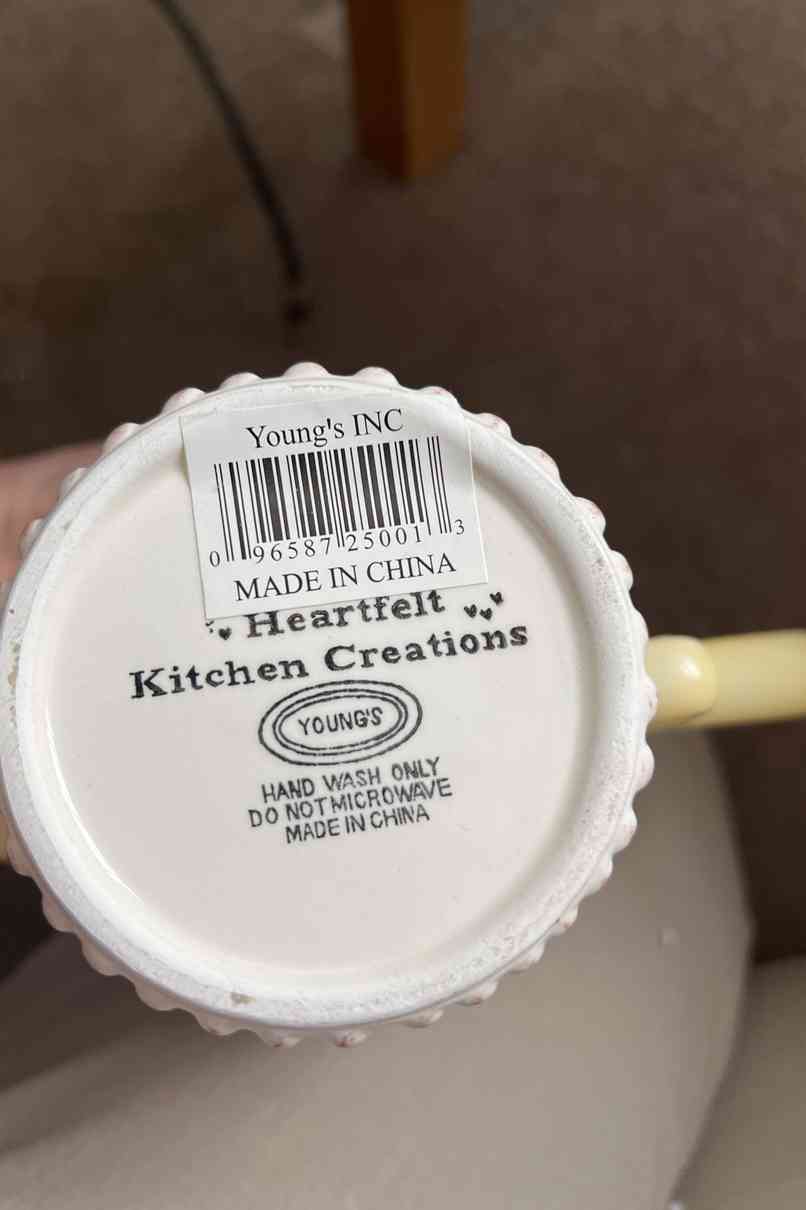 Young's INC
0 96587 25001 3
MADE IN CHINA
Heartfelt
Kitchen Creations
YOUNG'S
HAND WASH ONLY
DO NOT MICROWAVE
MADE IN CHINA